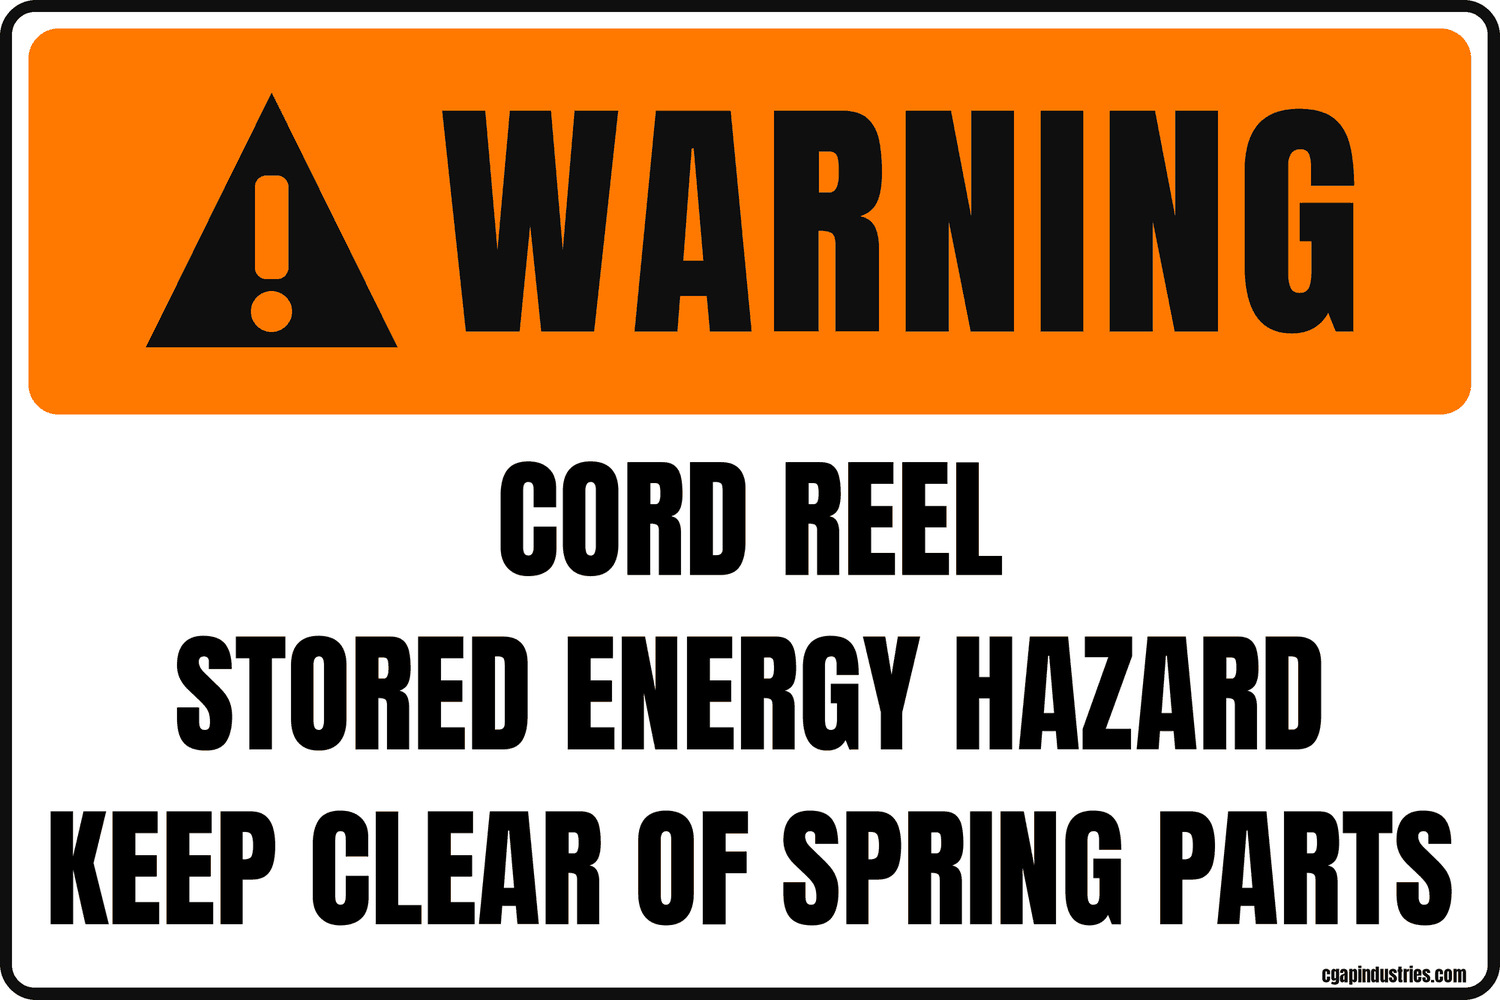 WARNING
CORD REEL
STORED ENERGY HAZARD
KEEP CLEAR OF SPRING PARTS
cgapindustries.com